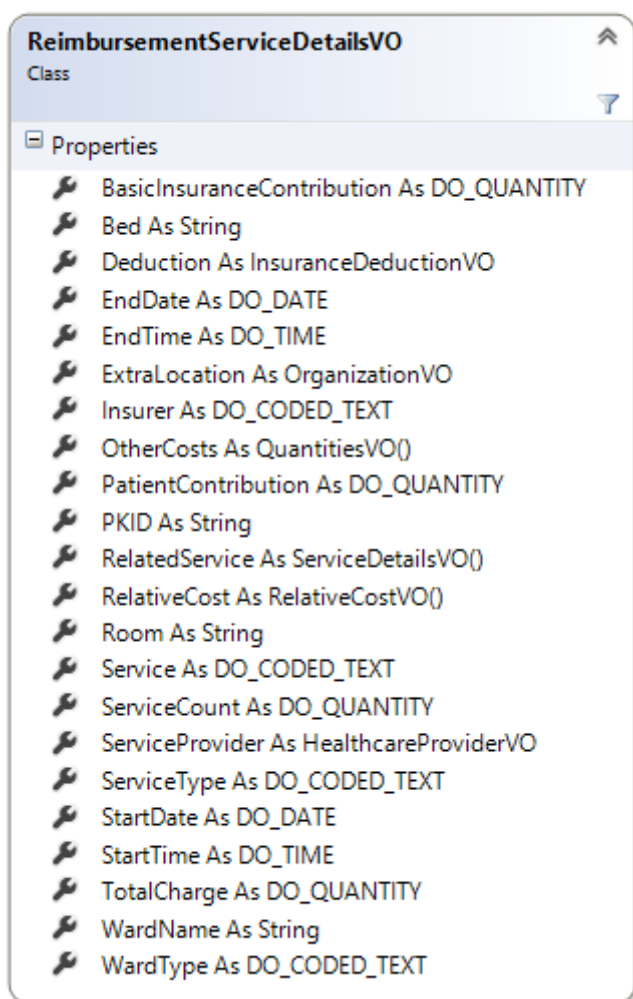 ReimbursementServiceDetailsVO
Class
Properties
BasicInsuranceContribution As DO_QUANTITY
Bed As String
Deduction As InsuranceDeductionVO
EndDate As DO_DATE
EndTime As DO_TIME
ExtraLocation As OrganizationVO
Insurer As DO_CODED_TEXT
OtherCosts As QuantitiesVO()
PatientContribution As DO_QUANTITY
PKID As String
RelatedService As ServiceDetailsVO()
RelativeCost As RelativeCostVO()
Room As String
Service As DO_CODED_TEXT
ServiceCount As DO_QUANTITY
ServiceProvider As HealthcareProviderVO
ServiceType As DO_CODED_TEXT
StartDate As DO_DATE
StartTime As DO_TIME
TotalCharge As DO_QUANTITY
WardName As String
WardType As DO_CODED_TEXT